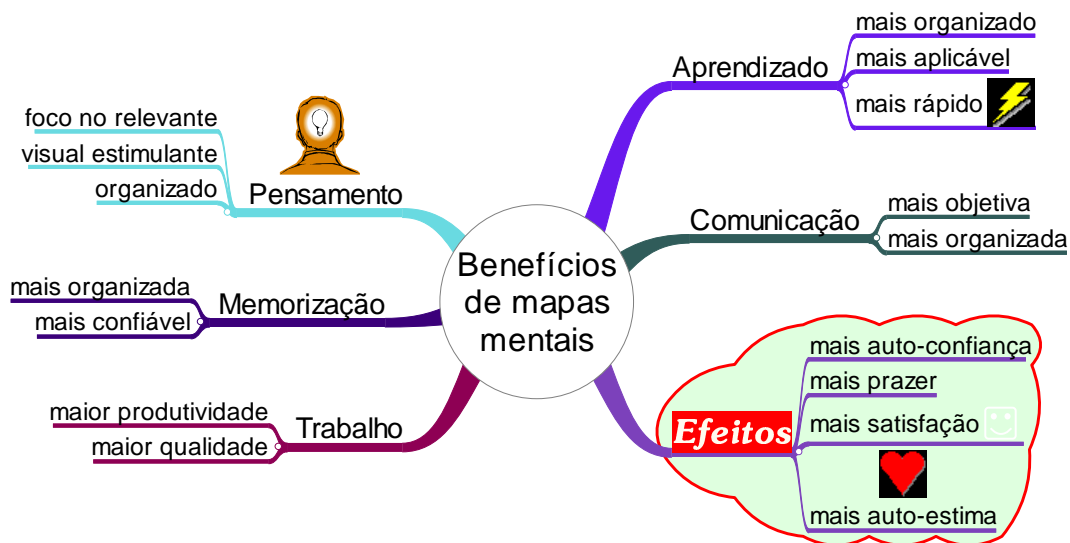 Benefícios
de mapas
mentais
Aprendizado
mais organizado
mais aplicável
mais rápido
Comunicação
mais objetiva
mais organizada
Efeitos
mais auto-confiança
mais prazer
mais satisfação
mais auto-estima
Pensamento
foco no relevante
visual estimulante
organizado
Memorização
mais organizada
mais confiável
Trabalho
maior produtividade
maior qualidade